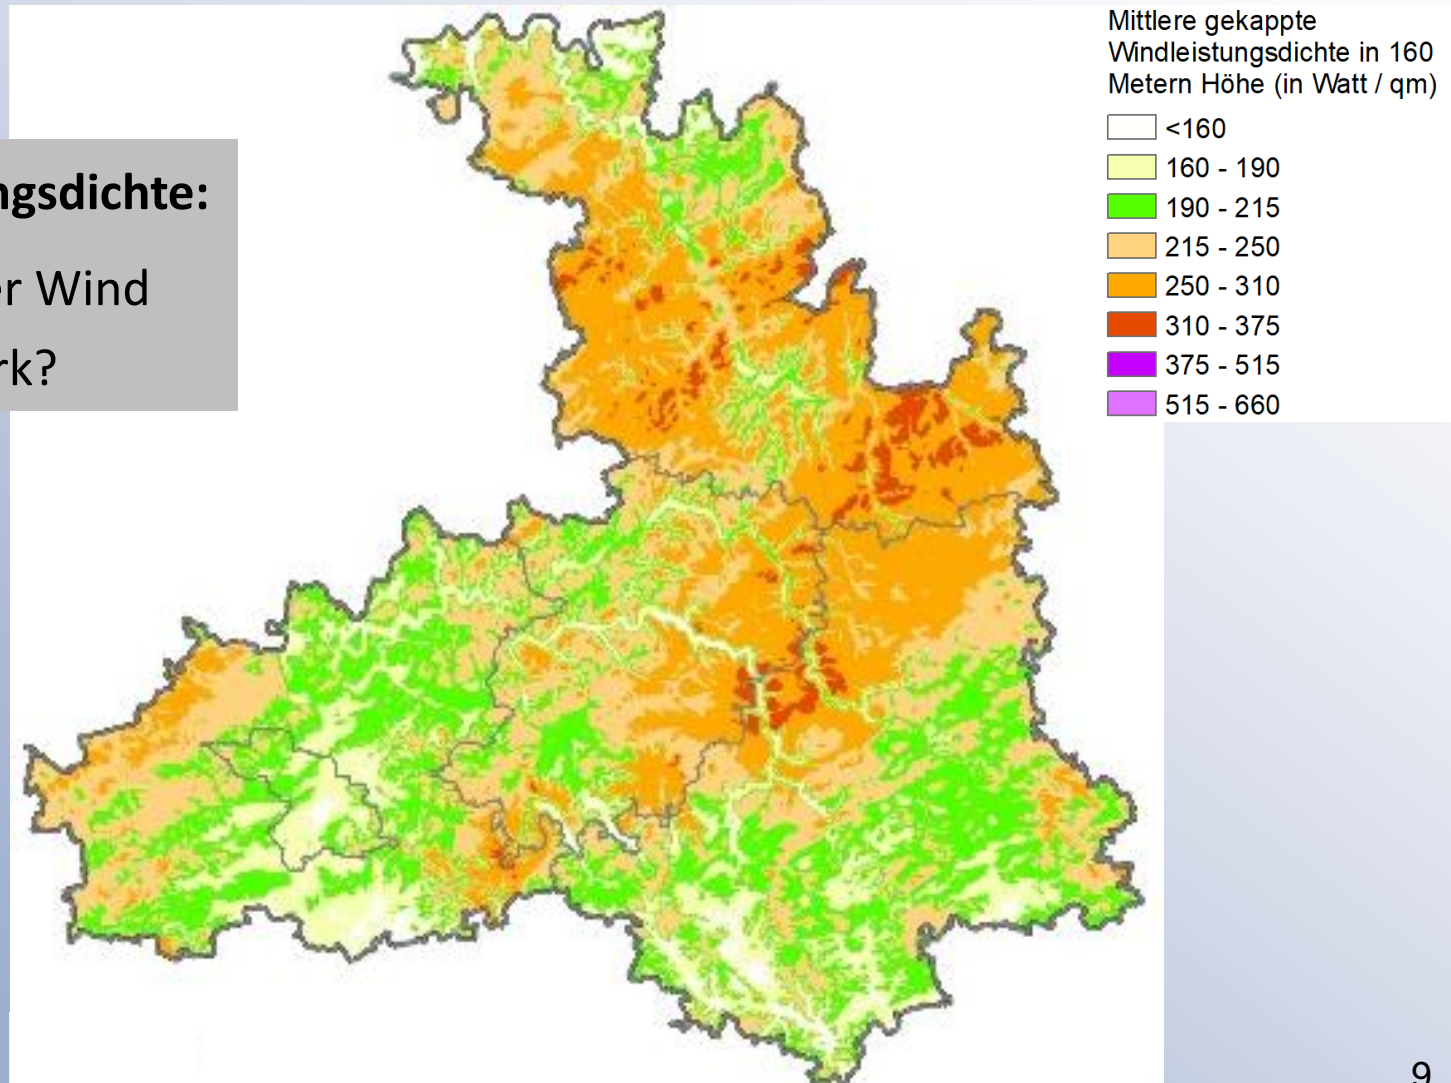 ngsdichte:
er Wind
rk?
Mittlere gekappte
Windleistungsdichte in 160
Metern Höhe (in Watt / qm)
<160
160 - 190
190 - 215
215 - 250
250 - 310
310 - 375
375 - 515
515 - 660
9